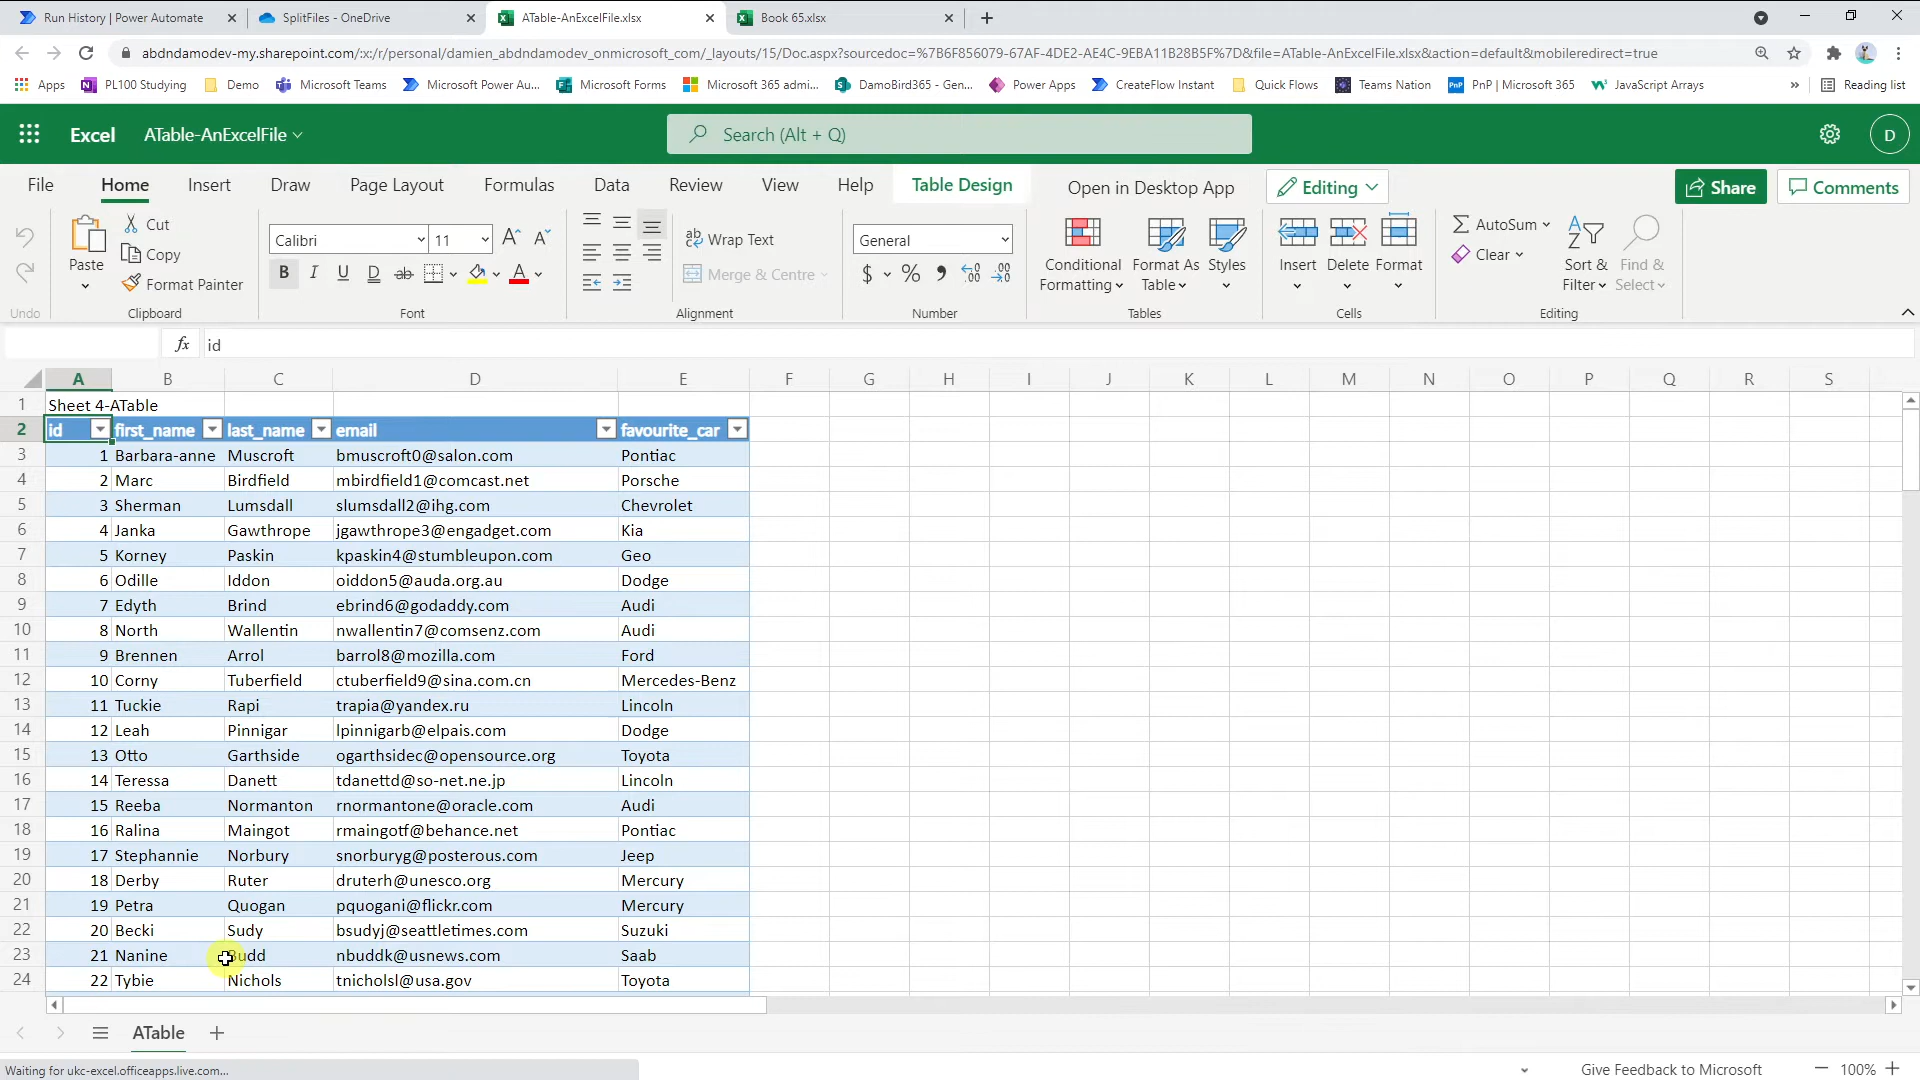 Run History | Power Automate
SplitFiles - OneDrive
ATable-AnExcelFile.xlsx
Book 65.xlsx
abdndamodev-my.sharepoint.com/:x:/r/personal/damien_abdndamodev_onmicrosoft_com/_layouts/15/Doc.aspx?sourcedoc=%7B6F856079-67AF-4DE2-AE4C-9EBA11B28B5F%7D&file=ATable-AnExcelFile.xlsx&action=default&mobileredirect=true
Apps PL100 Studying Demo Microsoft Teams Microsoft Power Au... Microsoft Forms Microsoft 365 admi... DamoBird365 - Gen... Power Apps CreateFlow Instant Quick Flows Teams Nation PnP | Microsoft 365 JavaScript Arrays » Reading list
Excel ATable-AnExcelFile Search (Alt + Q) D
File Home Insert Draw Page Layout Formulas Data Review View Help Table Design Open in Desktop App Editing Share Comments
Paste Cut Copy Format Painter
Calibri 11
B I U D ab A
Wrap Text
Merge & Centre
General
$ % 9
Conditional Formatting Format As Table Styles
Insert Delete Format
AutoSum Clear Sort & Filter Find & Select
Undo Clipboard Font Alignment Number Tables Cells Editing
fx id
A B C D E F G H I J K L M N O P Q R S
1 Sheet 4-ATable
2 id first_name last_name email favourite_car
3 1 Barbara-anne Muscroft bmuscroft0@salon.com Pontiac
4 2 Marc Birdfield mbirdfield1@comcast.net Porsche
5 3 Sherman Lumsdall slumsdall2@ihg.com Chevrolet
6 4 Janka Gawthrope jgawthrope3@engadget.com Kia
7 5 Korney Paskin kpaskin4@stumbleupon.com Geo
8 6 Odille Iddon oiddon5@auda.org.au Dodge
9 7 Edyth Brind ebrind6@godaddy.com Audi
10 8 North Wallentin nwallentin7@comsenz.com Audi
11 9 Brennen Arrol barrol8@mozilla.com Ford
12 10 Corny Tuberfield ctuberfield9@sina.com.cn Mercedes-Benz
13 11 Tuckie Rapi trapia@yandex.ru Lincoln
14 12 Leah Pinnigar lpinnigarb@elpais.com Dodge
15 13 Otto Garthside ogarthsidec@opensource.org Toyota
16 14 Teressa Danett tdanettd@so-net.ne.jp Lincoln
17 15 Reeba Normanton rnormantone@oracle.com Audi
18 16 Ralina Maingot rmaingotf@behance.net Pontiac
19 17 Stephannie Norbury snorburyg@posterous.com Jeep
20 18 Derby Ruter druterh@unesco.org Mercury
21 19 Petra Quogan pquogani@flickr.com Mercury
22 20 Becki Sudy bsudyj@seattletimes.com Suzuki
23 21 Nanine Budd nbuddk@usnews.com Saab
24 22 Tybie Nichols tnicholsl@usa.gov Toyota
ATable
Waiting for ukc-excel.officeapps.live.com...
Give Feedback to Microsoft 100%